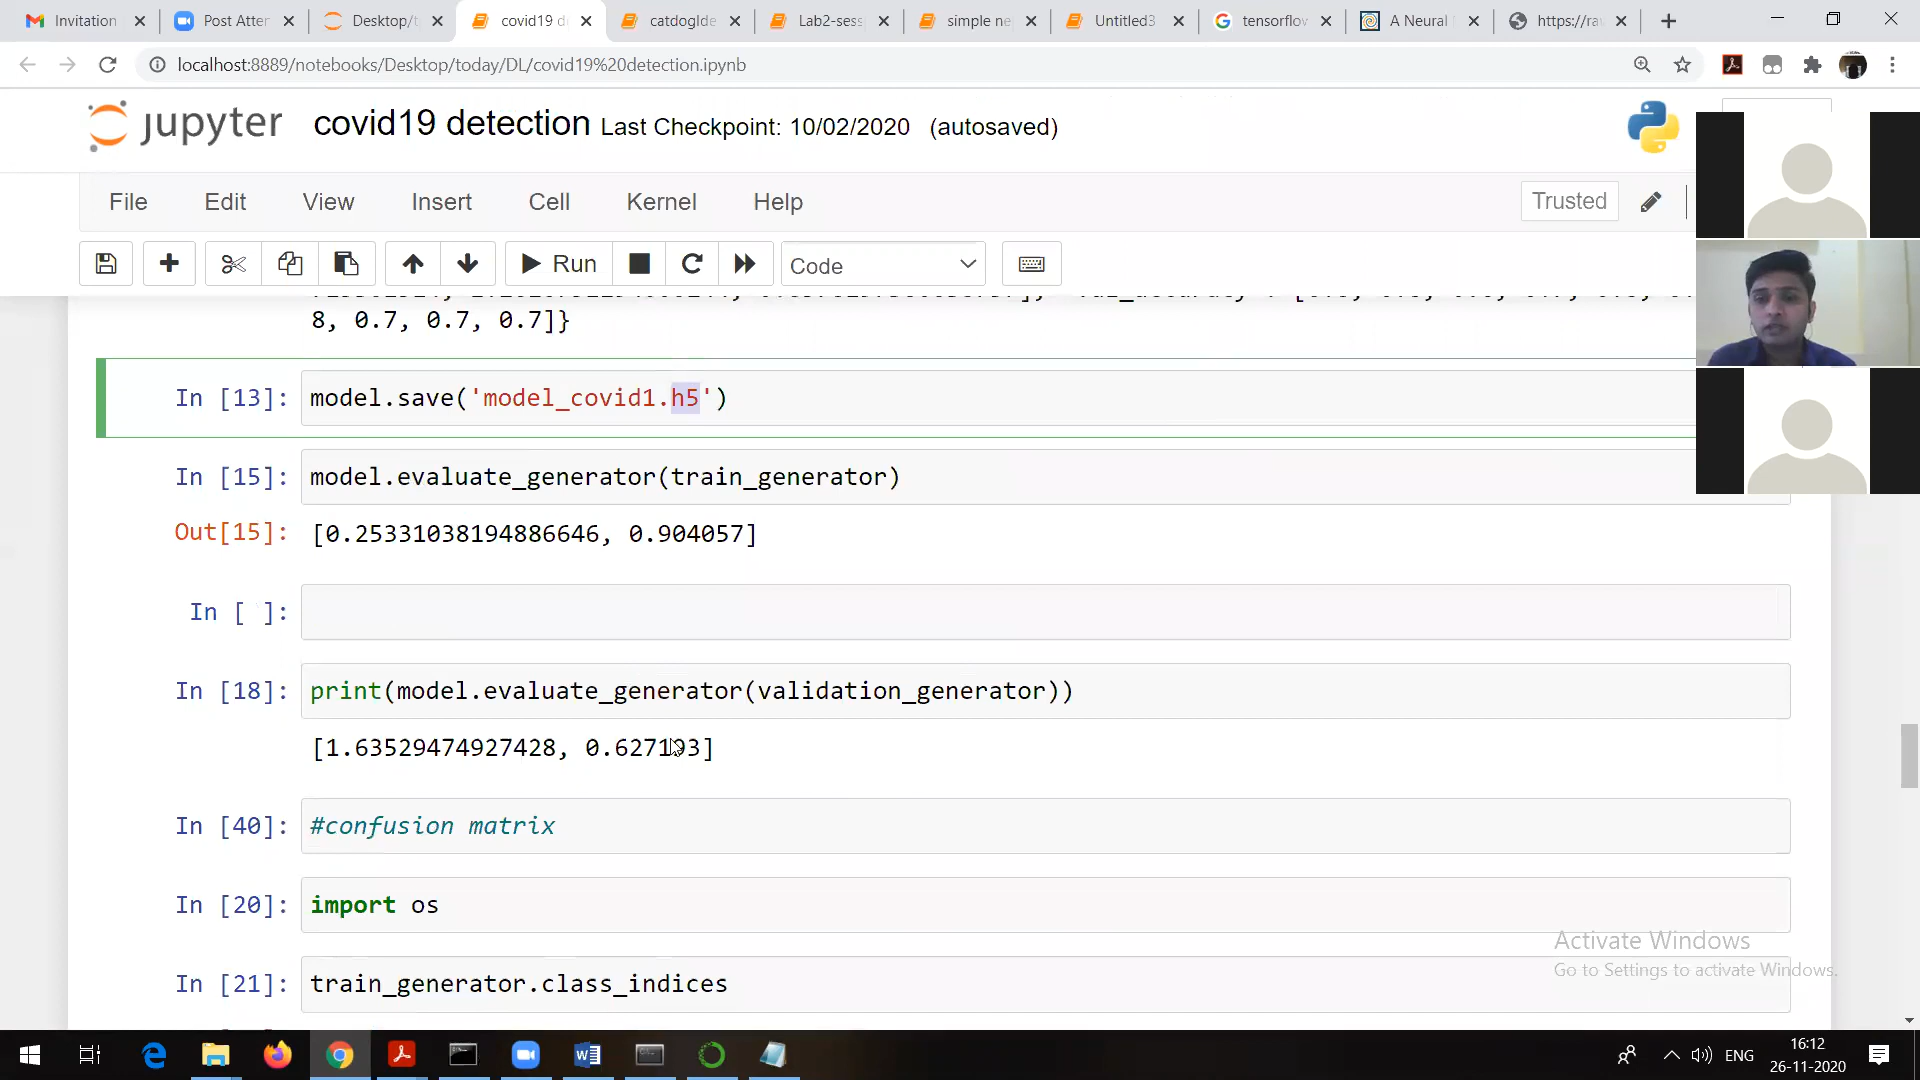 Invitation
Post Atter
Desktop/t
covid19 d
catdogIde
Lab2-sess
simple ne
Untitled3
tensorflow
A Neural
https://ra
localhost:8889/notebooks/Desktop/today/DL/covid19%20detection.ipynb
jupyter covid19 detection Last Checkpoint: 10/02/2020 (autosaved)
File Edit View Insert Cell Kernel Help Trusted
Run Code
8, 0.7, 0.7, 0.7]}
In [13]: model.save('model_covid1.h5')
In [15]: model.evaluate_generator(train_generator)
Out[15]: [0.25331038194886646, 0.904057]
In [ ]:
In [18]: print(model.evaluate_generator(validation_generator))
[1.63529474927428, 0.627193]
In [40]: #confusion matrix
In [20]: import os
In [21]: train_generator.class_indices
Activate Windows
Go to Settings to activate Windows.
ENG
16:12
26-11-2020